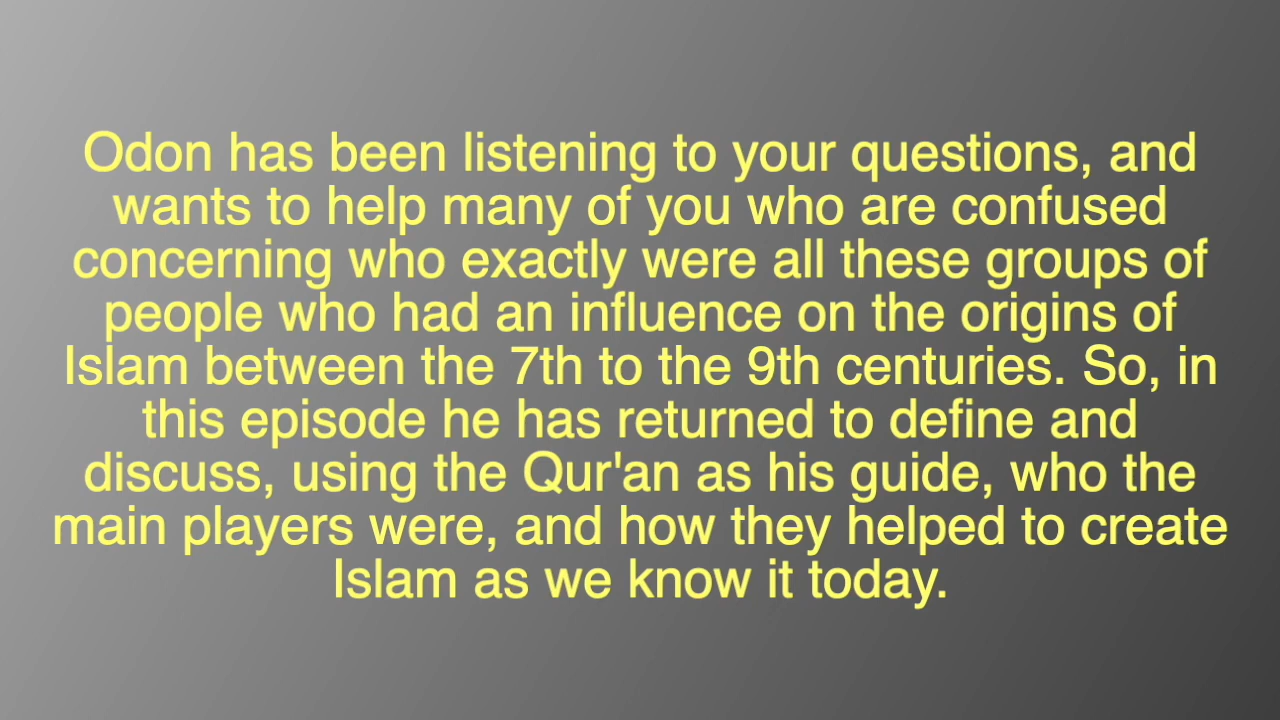 Odon has been listening to your questions, and
wants to help many of you who are confused
concerning who exactly were all these groups of
people who had an influence on the origins of
Islam between the 7th to the 9th centuries. So, in
this episode he has returned to define and
discuss, using the Qur'an as his guide, who the
main players were, and how they helped to create
Islam as we know it today.